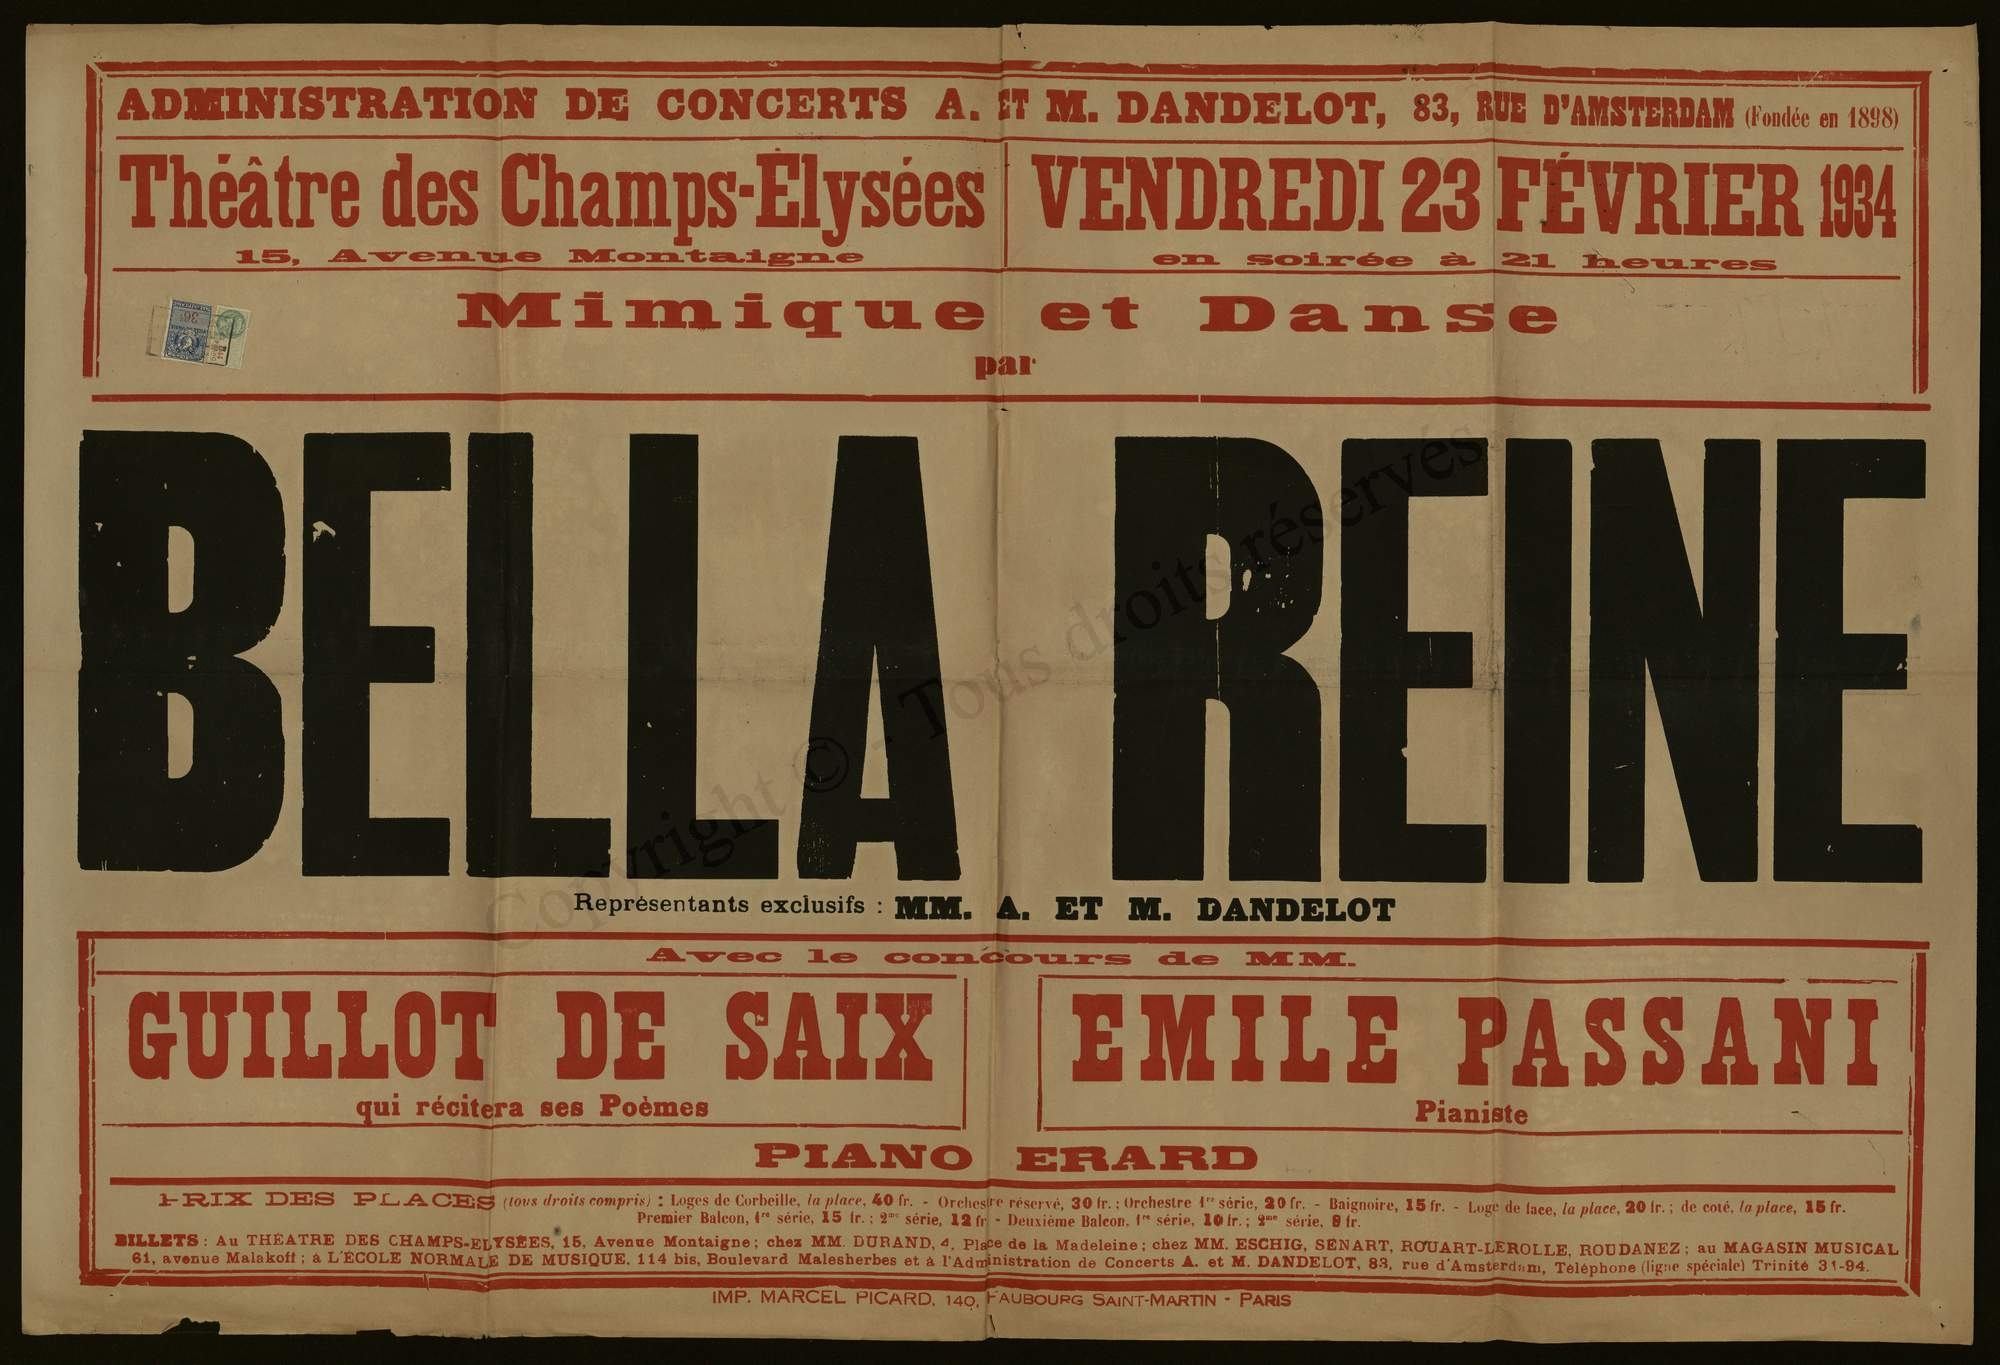 ADMINISTRATION DE CONCERTS A. ET M. DANDELOT, 83, RUE D'AMSTERDAM (Fondée en 1898)
Théâtre des Champs-Élysées
15, Avenue Montaigne
VENDREDI 23 FÉVRIER 1934
en soirée à 21 heures
Mimique et Danse
par
BELLA REINE
Copyright © - Tous droits réservés
Représentants exclusifs : MM. A. ET M. DANDELOT
Avec le concours de MM.
GUILLOT DE SAIX
qui récitera ses Poèmes
EMILE PASSANI
Pianiste
PIANO ERARD
PRIX DES PLACES (tous droits compris) : Loges de Corbeille, la place, 40 fr. - Orchestre réservé, 30 fr. ; Orchestre 1re série, 20 fr. - Baignoire, 15 fr. - Loge de face, la place, 20 fr. ; de coté, la place, 15 fr.
Premier Balcon, 1re série, 15 fr. ; 2me série, 12 fr - Deuxième Balcon, 1re série, 10 fr. ; 2me série, 8 fr.
BILLETS : Au THÉATRE DES CHAMPS-ELYSÉES, 15, Avenue Montaigne ; chez MM. DURAND, 4, Place de la Madeleine ; chez MM. ESCHIG, SENART, ROUART-LEROLLE, ROUDANEZ ; au MAGASIN MUSICAL
61, avenue Malakoff ; à L'ÉCOLE NORMALE DE MUSIQUE, 114 bis, Boulevard Malesherbes et à l'Administration de Concerts A. et M. DANDELOT, 83, rue d'Amsterdam, Téléphone (ligne spéciale) Trinité 31-94.
IMP. MARCEL PICARD, 140, FAUBOURG SAINT-MARTIN - PARIS